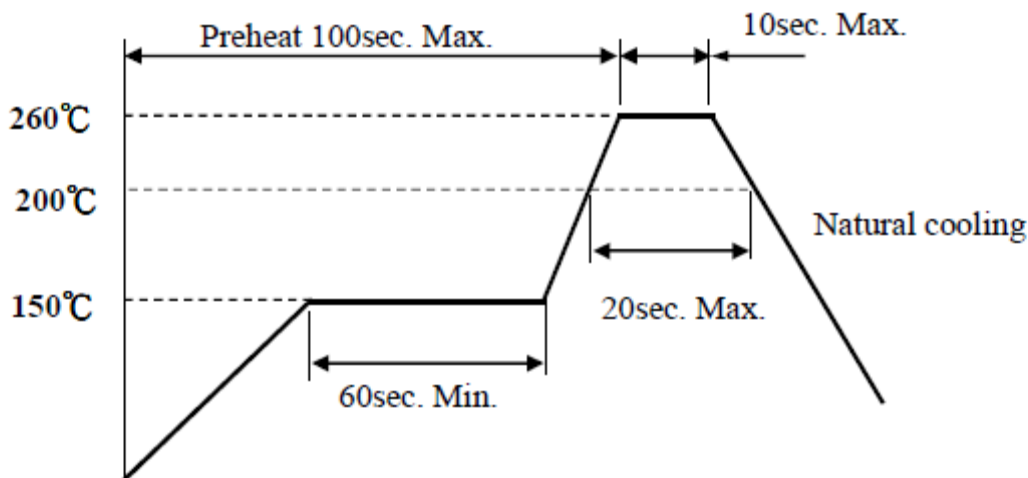 Preheat 100sec. Max.
10sec. Max.
260℃
200℃
Natural cooling
150℃
20sec. Max.
60sec. Min.